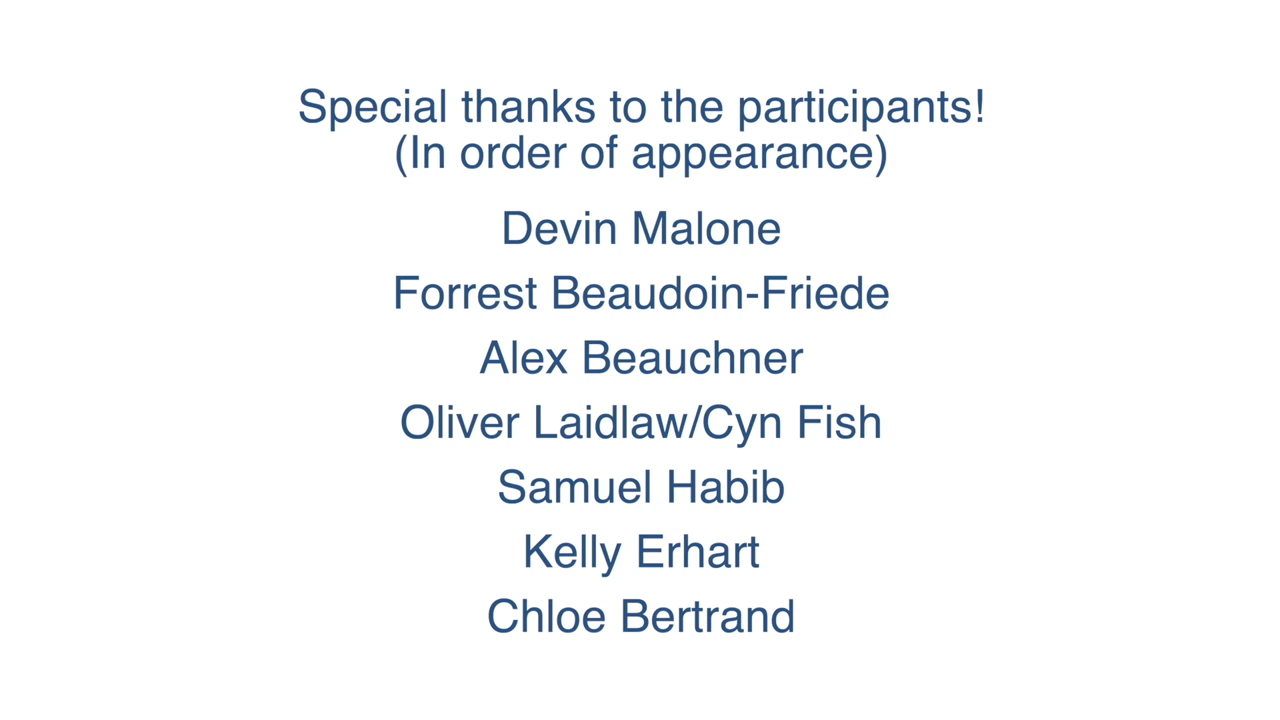 Special thanks to the participants!
(In order of appearance)
Devin Malone
Forrest Beaudoin-Friede
Alex Beauchner
Oliver Laidlaw/Cyn Fish
Samuel Habib
Kelly Erhart
Chloe Bertrand